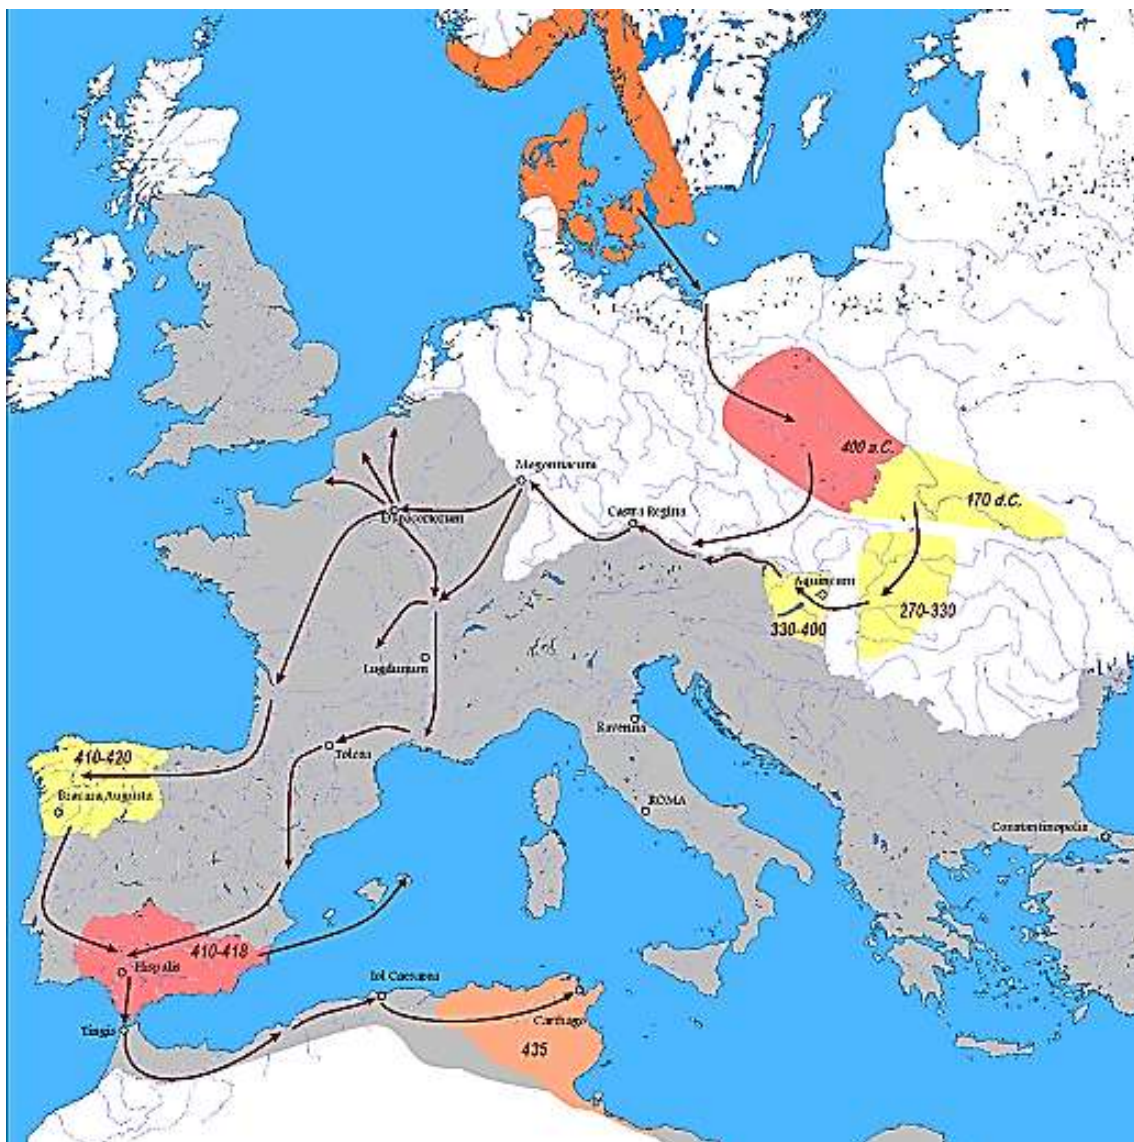 400 a.C.
Mogontiacum
170 d.C.
Durocortorum
Castra Regina
Aquincum
270-330
330-400
Lugdunum
Ravenna
Tolosa
410-420
Bracara Augusta
ROMA
Constantinopolis
410-418
Hispalis
Iol Caesarea
Carthago
Tingis
435